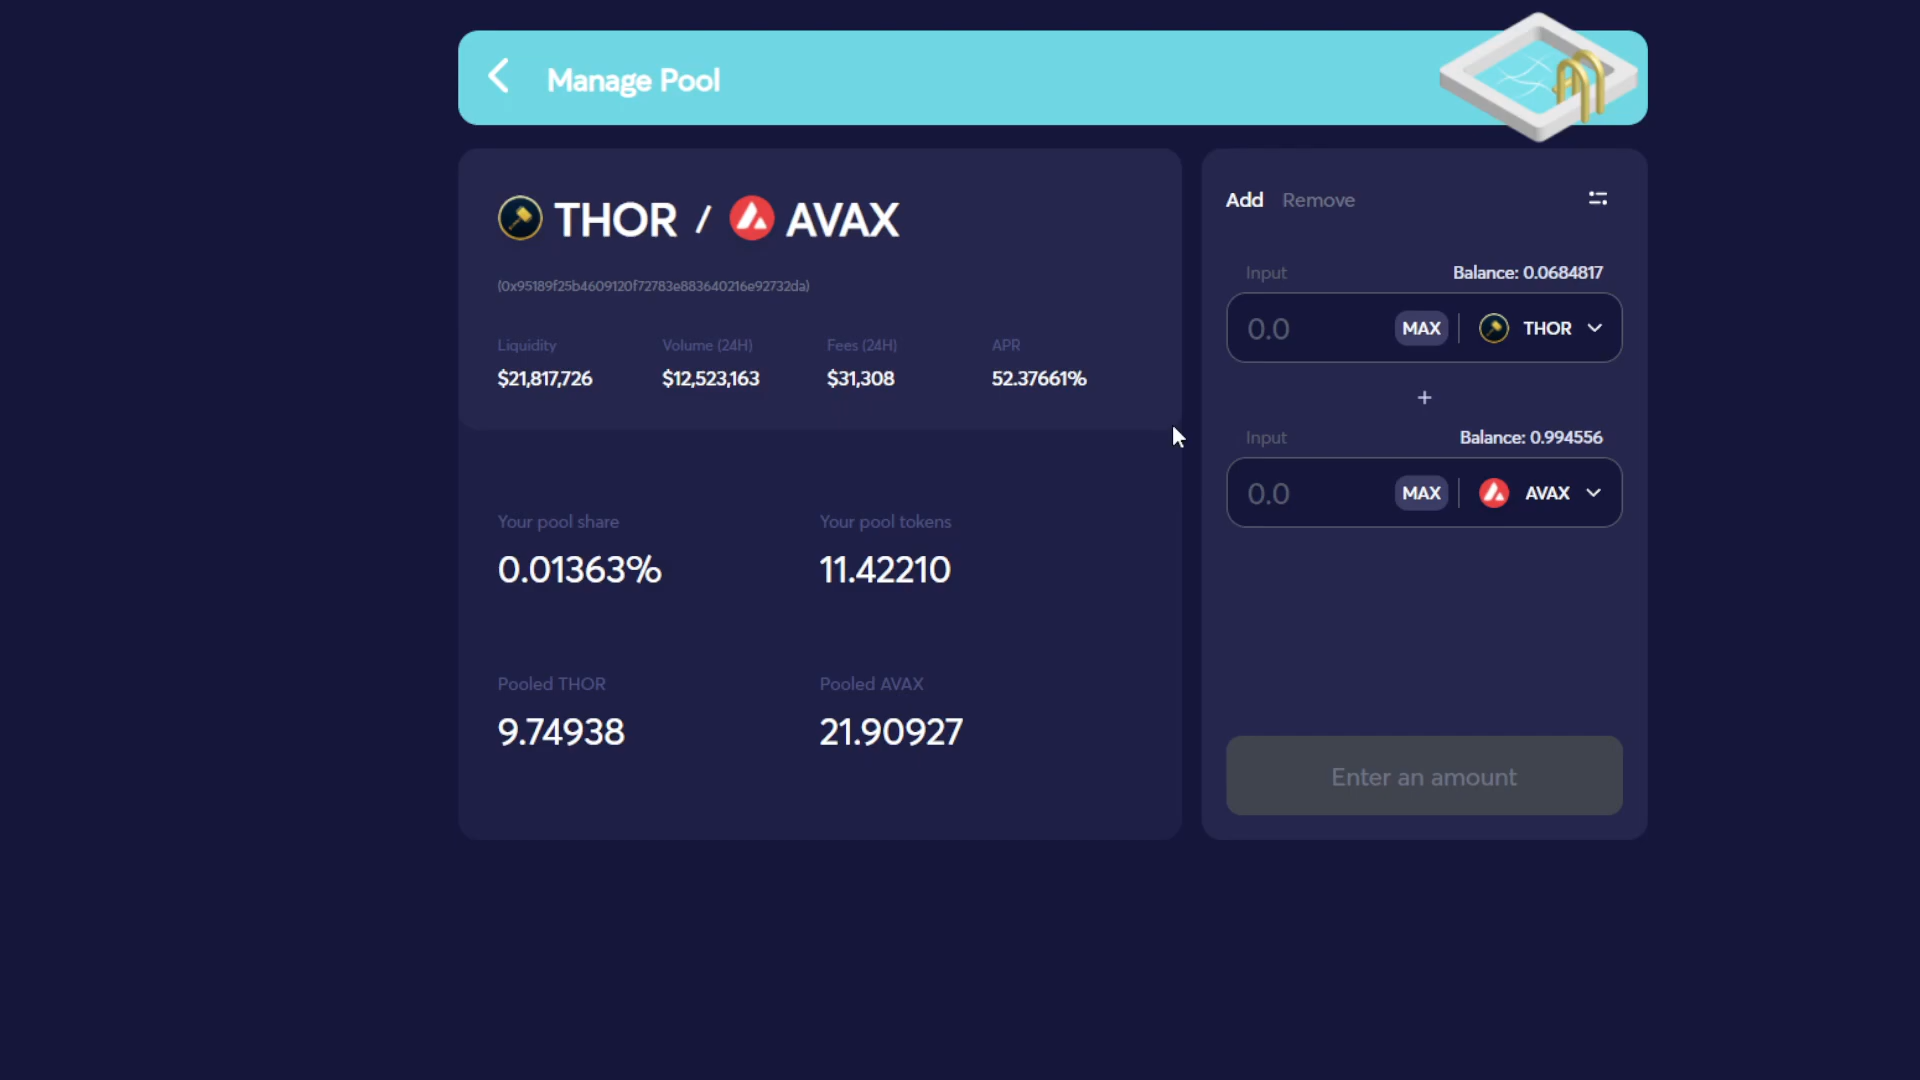 Manage Pool
THOR / AVAX
(0x95189f25b4609120f72783e883640216e92732da)
Liquidity Volume (24H) Fees (24H) APR
$21,817,726 $12,523,163 $31,308 52.37661%
Your pool share Your pool tokens
0.01363% 11.42210
Pooled THOR Pooled AVAX
9.74938 21.90927
Add Remove
Input Balance: 0.0684817
0.0 MAX THOR
+
Input Balance: 0.994556
0.0 MAX AVAX
Enter an amount